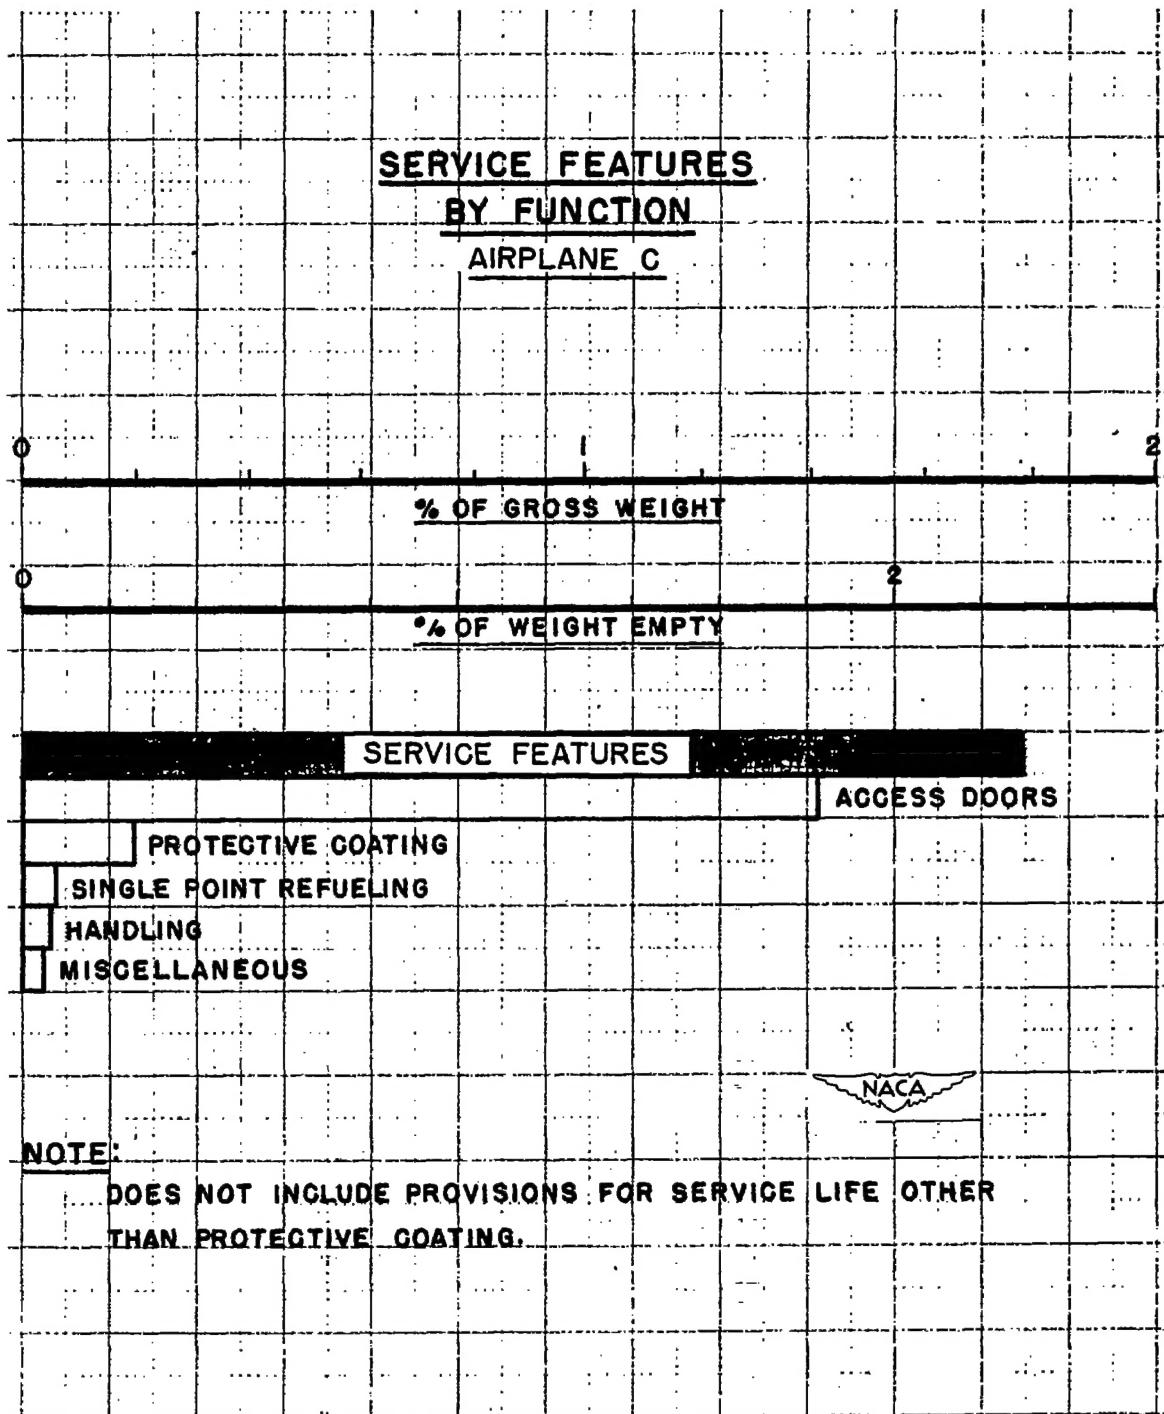 SERVICE FEATURES
BY FUNCTION
AIRPLANE C
0 1 2
% OF GROSS WEIGHT
0 2
% OF WEIGHT EMPTY
SERVICE FEATURES
ACCESS DOORS
PROTECTIVE COATING
SINGLE POINT REFUELING
HANDLING
MISCELLANEOUS
NACA
NOTE:
DOES NOT INCLUDE PROVISIONS FOR SERVICE LIFE OTHER
THAN PROTECTIVE COATING.